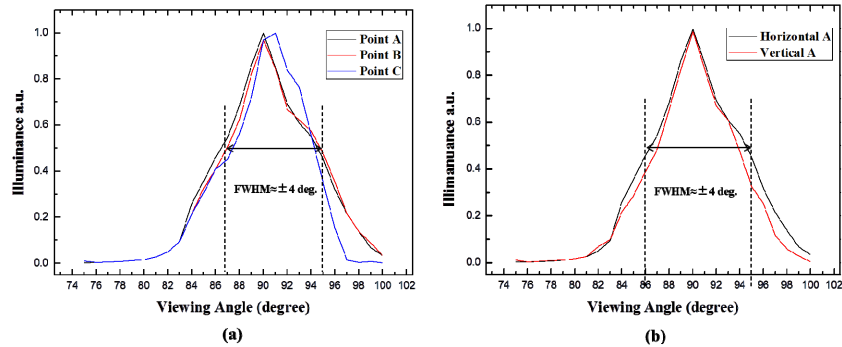 Point A
Point B
Point C
FWHM≈±4 deg.
Illuminance a.u.
1.0
0.8
0.6
0.4
0.2
0.0
72 74 76 78 80 82 84 86 88 90 92 94 96 98 100 102
Viewing Angle (degree)
(a)
Horizontal A
Vertical A
FWHM≈±4 deg.
Illimanuance a.u.
1.0
0.8
0.6
0.4
0.2
0.0
74 76 78 80 82 84 86 88 90 92 94 96 98 100 102
Viewing Angle (degree)
(b)